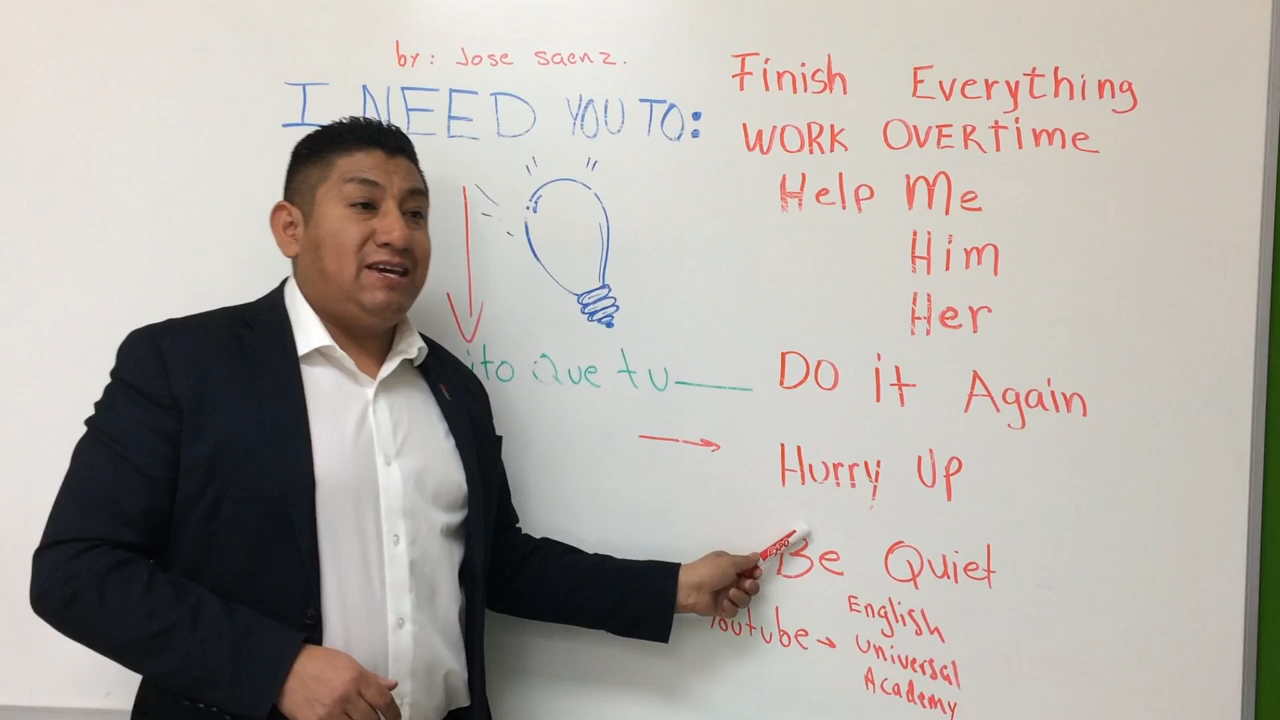 by: Jose Saenz.
I NEED YOU TO:
Finish Everything
WORK OVERtime
Help Me
Him
Her
ito Que tu___
Do it Again
Hurry Up
EXPO
Be Quiet
Youtube → English
Universal
Academy